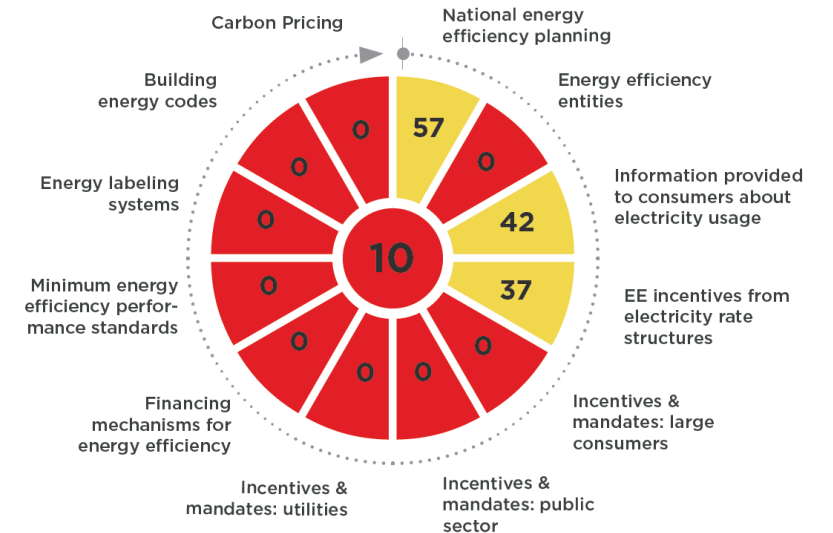 Carbon Pricing
National energy
efficiency planning
Building
energy codes
Energy efficiency
entities
0
57
0
0
Energy labeling
systems
Information provided
to consumers about
electricity usage
0
42
10
Minimum energy
efficiency perfor-
mance standards
0
37
EE incentives from
electricity rate
structures
0
0
0
0
Financing
mechanisms for
energy efficiency
Incentives &
mandates: large
consumers
Incentives &
mandates: utilities
Incentives &
mandates: public
sector